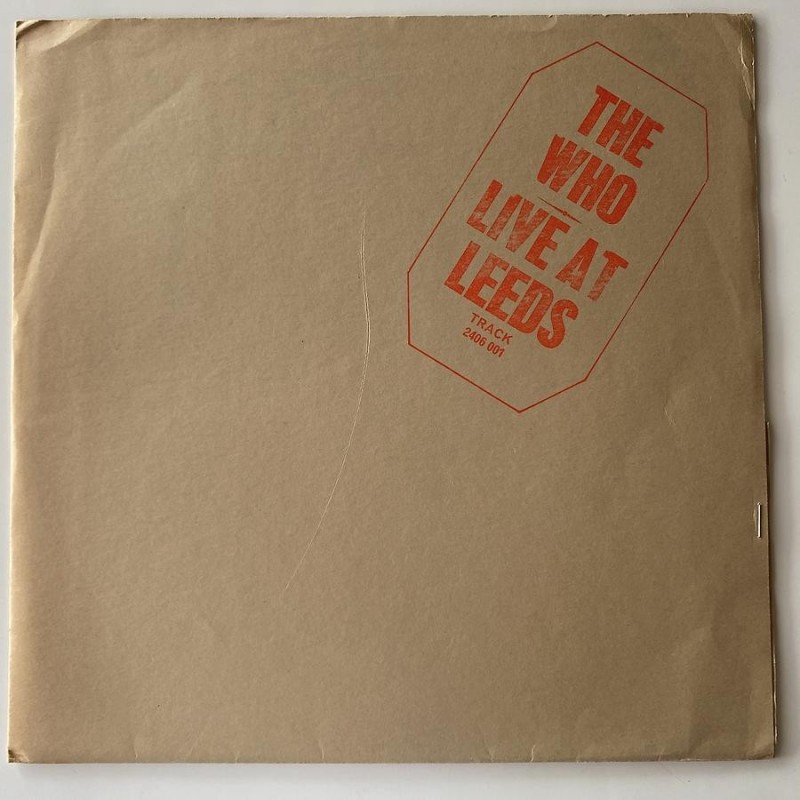 THE
WHO
LIVE AT
LEEDS
TRACK
2406 001